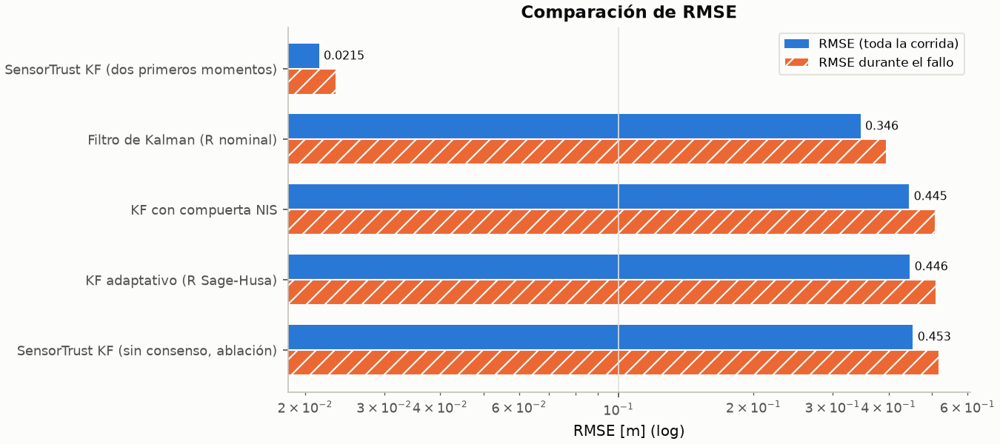 Comparación de RMSE
RMSE (toda la corrida)
RMSE durante el fallo
SensorTrust KF (dos primeros momentos)
0.0215
Filtro de Kalman (R nominal)
0.346
KF con compuerta NIS
0.445
KF adaptativo (R Sage-Husa)
0.446
SensorTrust KF (sin consenso, ablación)
0.453
2 × 10⁻² 3 × 10⁻² 4 × 10⁻² 6 × 10⁻² 10⁻¹ 2 × 10⁻¹ 3 × 10⁻¹ 4 × 10⁻¹ 6 × 10⁻¹
RMSE [m] (log)